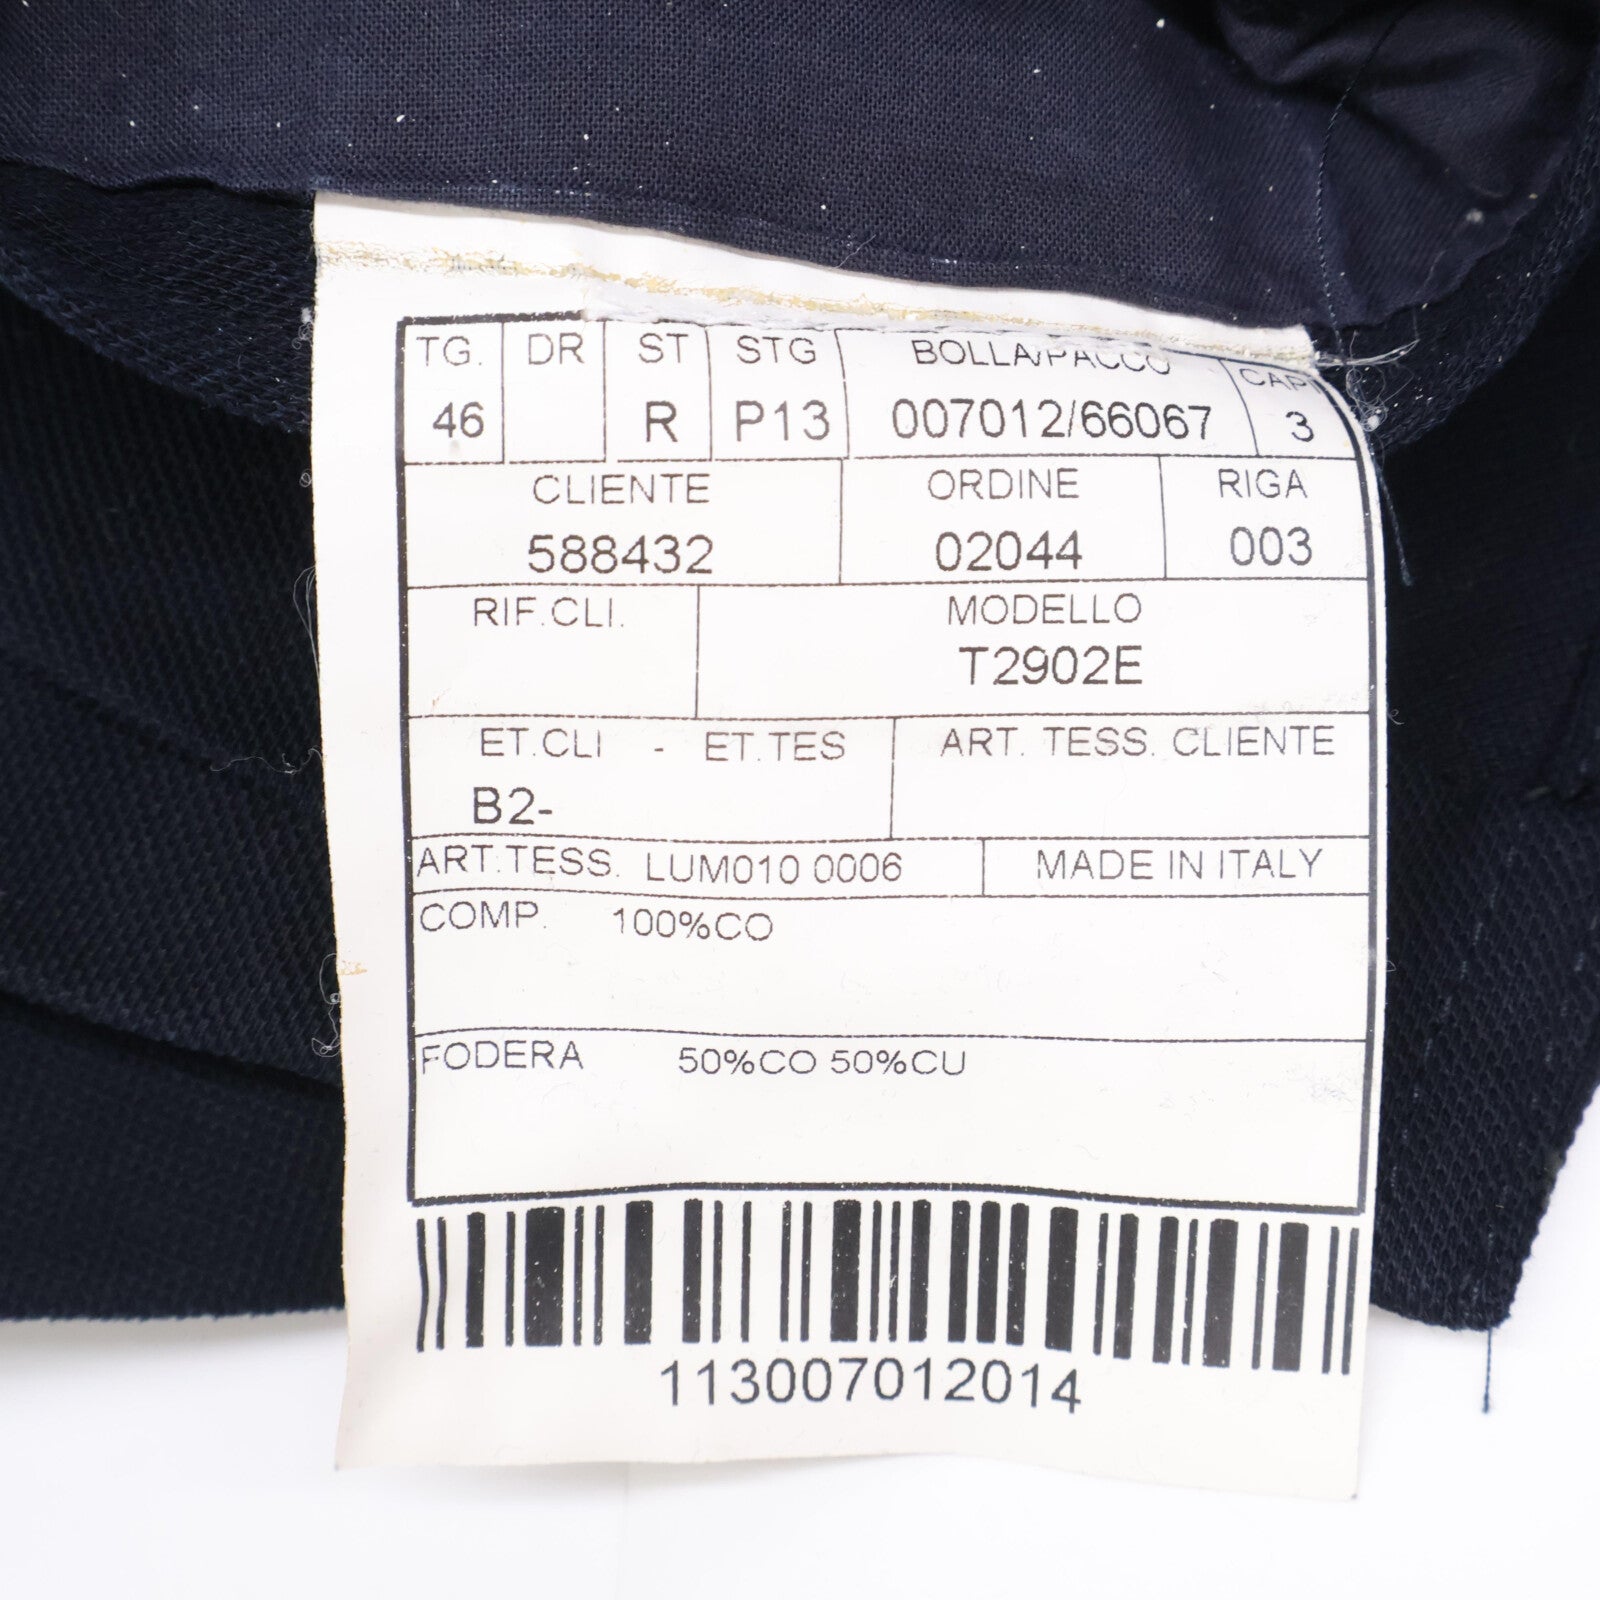 TG. DR ST STG BOLLA/PACCO CAPI
46 R P13 007012/66067 3
CLIENTE ORDINE RIGA
588432 02044 003
RIF.CLI. MODELLO
T2902E
ET.CLI - ET.TES ART. TESS. CLIENTE
B2-
ART.TESS. LUM010 0006 MADE IN ITALY
COMP. 100%CO
FODERA 50%CO 50%CU
113007012014